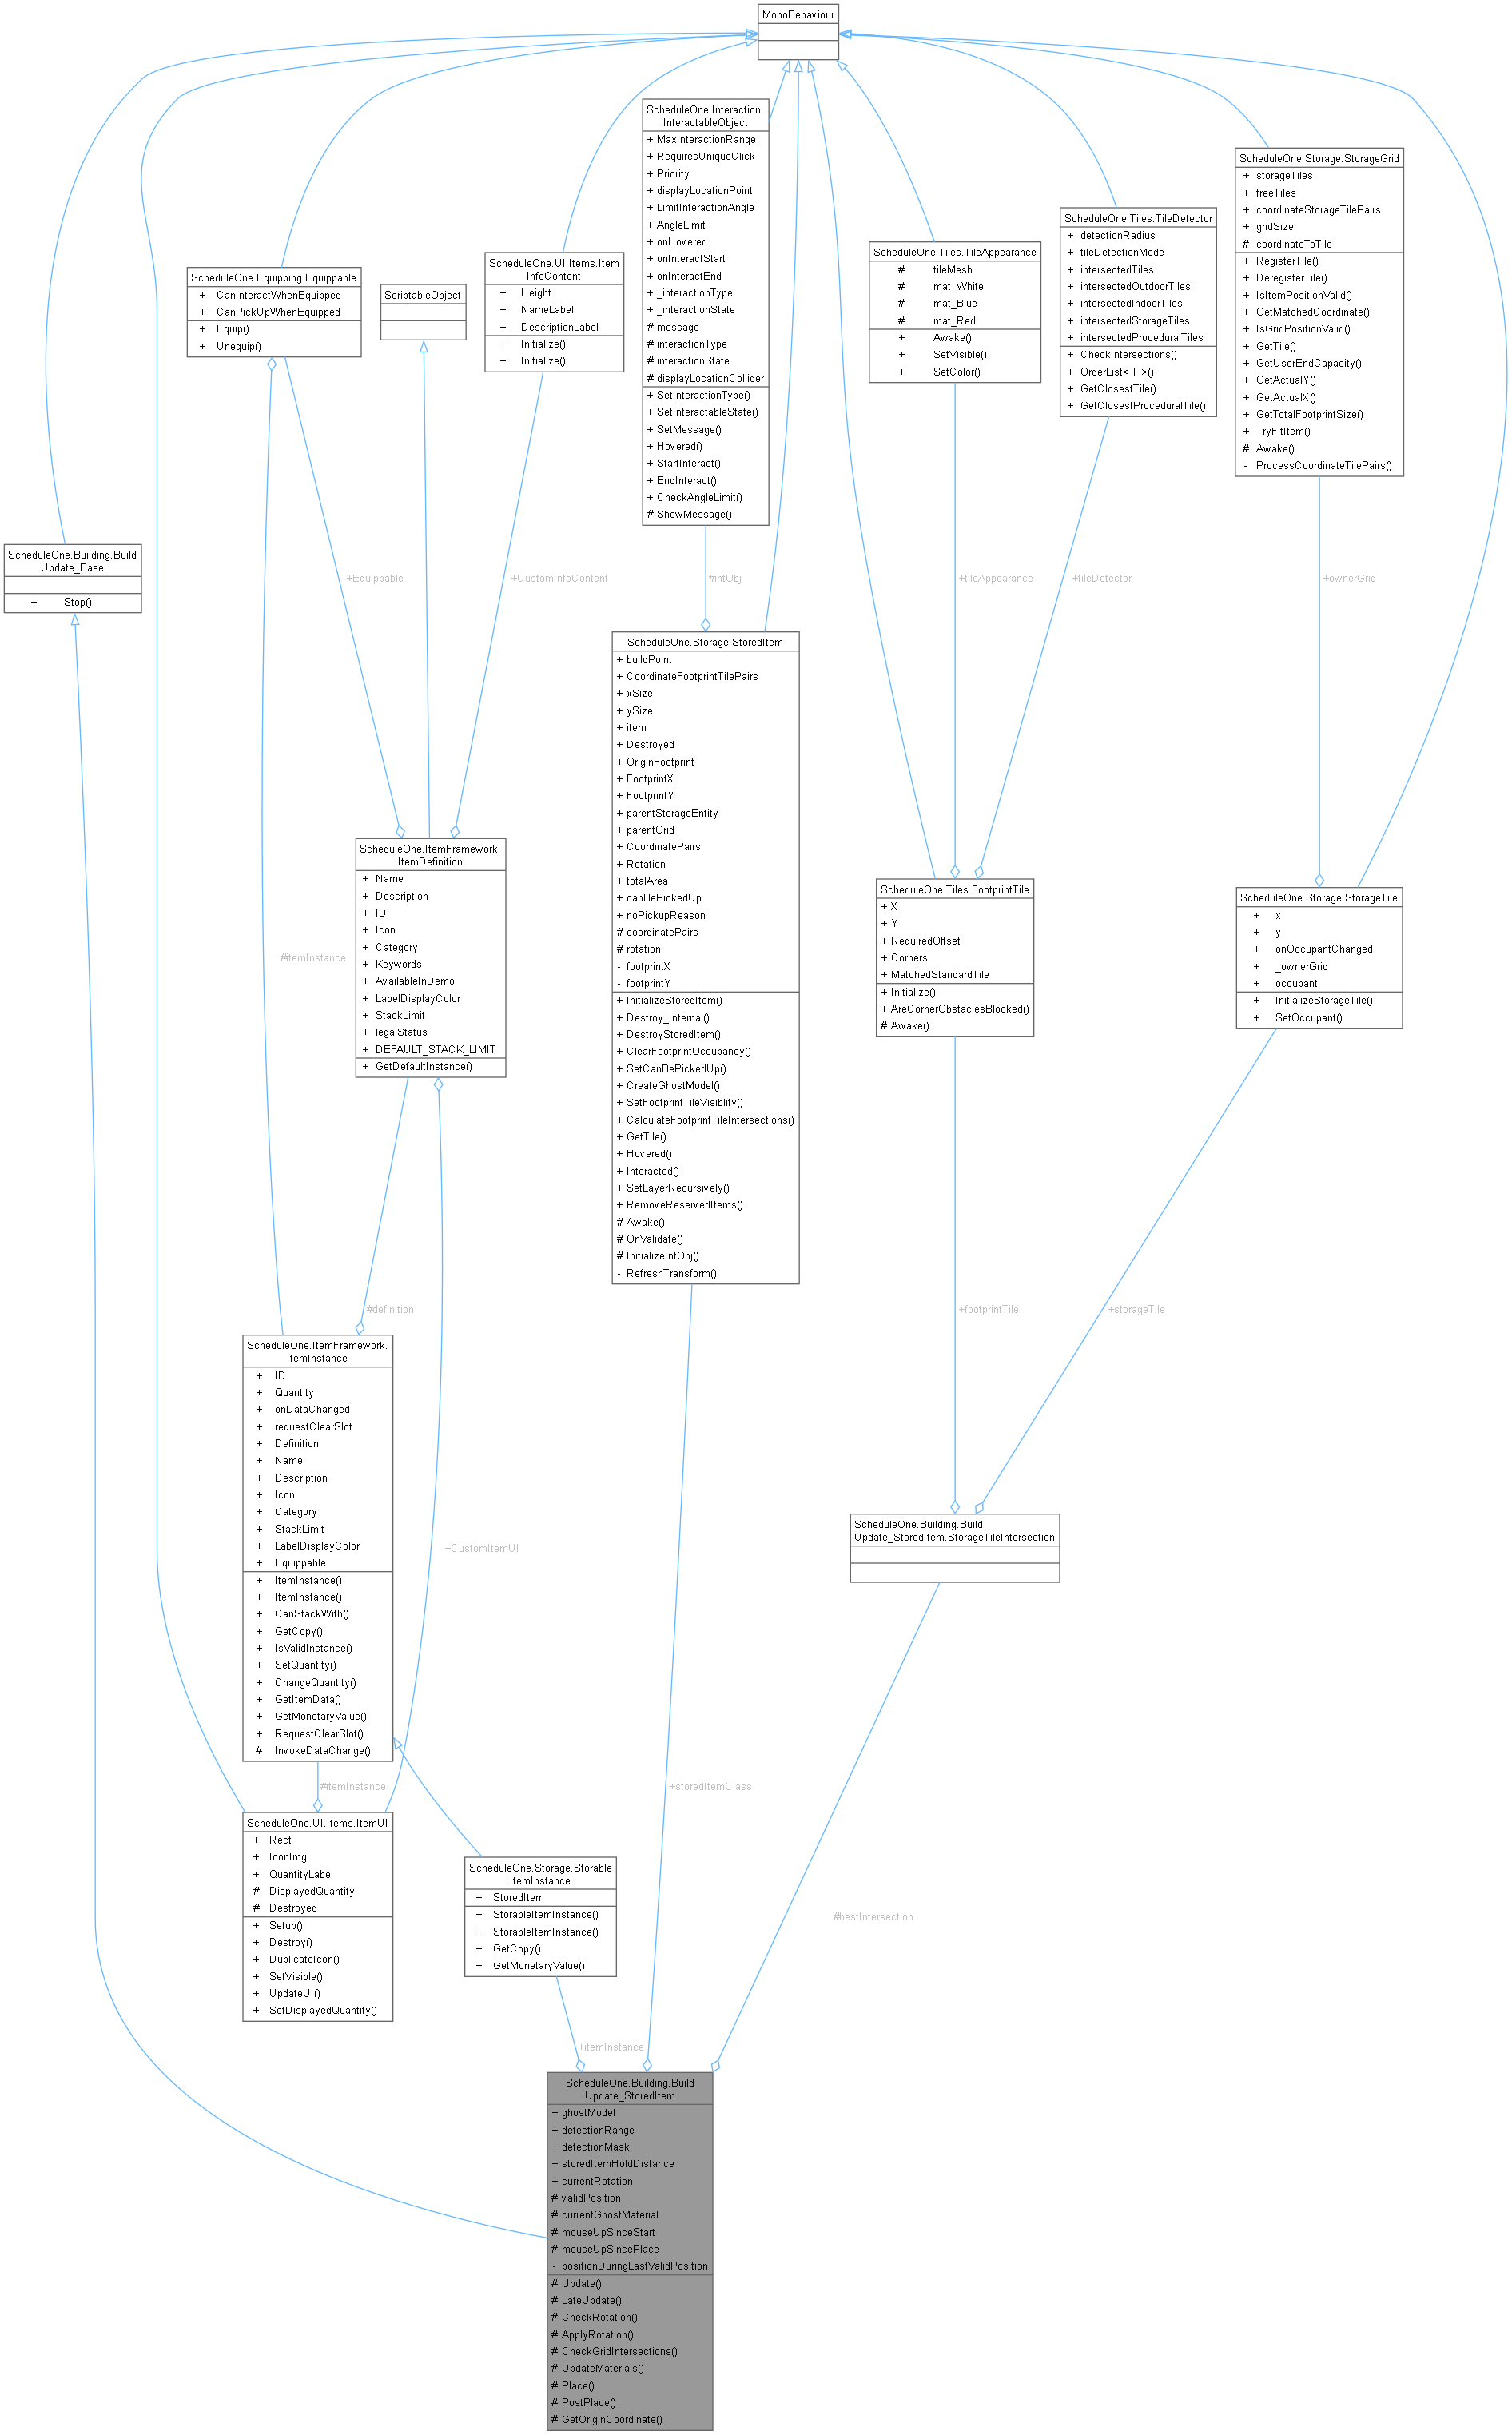 MonoBehaviour
ScheduleOne.Interaction.
InteractableObject
+ MaxInteractionRange
+ RequiresUniqueClick
+ Priority
+ displayLocationPoint
+ LimitInteractionAngle
+ AngleLimit
+ onHovered
+ onInteractStart
+ onInteractEnd
+ _interactionType
+ _interactionState
# message
# interactionType
# interactionState
# displayLocationCollider
+ SetInteractionType()
+ SetInteractableState()
+ SetMessage()
+ Hovered()
+ StartInteract()
+ EndInteract()
+ CheckAngleLimit()
# ShowMessage()
ScheduleOne.Storage.StorageGrid
+ storageTiles
+ freeTiles
+ coordinateStorageTilePairs
+ gridSize
# coordinateToTile
+ RegisterTile()
+ DeregisterTile()
+ IsItemPositionValid()
+ GetMatchedCoordinate()
+ IsGridPositionValid()
+ GetTile()
+ GetUserEndCapacity()
+ GetActualY()
+ GetActualX()
+ GetTotalFootprintSize()
+ TryFitItem()
# Awake()
- ProcessCoordinateTilePairs()
ScheduleOne.Tiles.TileDetector
+ detectionRadius
+ tileDetectionMode
+ intersectedTiles
+ intersectedOutdoorTiles
+ intersectedIndoorTiles
+ intersectedStorageTiles
+ intersectedProceduralTiles
+ CheckIntersections()
+ OrderList< T >()
+ GetClosestTile()
+ GetClosestProceduralTile()
ScheduleOne.Tiles.TileAppearance
# tileMesh
# mat_White
# mat_Blue
# mat_Red
+ Awake()
+ SetVisible()
+ SetColor()
ScheduleOne.UI.Items.Item
InfoContent
+ Height
+ NameLabel
+ DescriptionLabel
+ Initialize()
+ Initialize()
ScheduleOne.Equipping.Equippable
+ CanInteractWhenEquipped
+ CanPickUpWhenEquipped
+ Equip()
+ Unequip()
ScriptableObject
ScheduleOne.Building.Build
Update_Base
+ Stop()
+Equippable
+CustomInfoContent
#intObj
+tileAppearance
+tileDetector
+ownerGrid
ScheduleOne.Storage.StoredItem
+ buildPoint
+ CoordinateFootprintTilePairs
+ xSize
+ ySize
+ item
+ Destroyed
+ OriginFootprint
+ FootprintX
+ FootprintY
+ parentStorageEntity
+ parentGrid
+ CoordinatePairs
+ Rotation
+ totalArea
+ canBePickedUp
+ noPickupReason
# coordinatePairs
# rotation
- footprintX
- footprintY
+ InitializeStoredItem()
+ Destroy_Internal()
+ DestroyStoredItem()
+ ClearFootprintOccupancy()
+ SetCanBePickedUp()
+ CreateGhostModel()
+ SetFootprintTileVisiblity()
+ CalculateFootprintTileIntersections()
+ GetTile()
+ Hovered()
+ Interacted()
+ SetLayerRecursively()
+ RemoveReservedItems()
# Awake()
# OnValidate()
# InitializeIntObj()
- RefreshTransform()
ScheduleOne.ItemFramework.
ItemDefinition
+ Name
+ Description
+ ID
+ Icon
+ Category
+ Keywords
+ AvailableInDemo
+ LabelDisplayColor
+ StackLimit
+ legalStatus
+ DEFAULT_STACK_LIMIT
+ GetDefaultInstance()
ScheduleOne.Tiles.FootprintTile
+ X
+ Y
+ RequiredOffset
+ Corners
+ MatchedStandardTile
+ Initialize()
+ AreCornerObstaclesBlocked()
# Awake()
ScheduleOne.Storage.StorageTile
+ x
+ y
+ onOccupantChanged
+ _ownerGrid
+ occupant
+ InitializeStorageTile()
+ SetOccupant()
#itemInstance
#definition
+footprintTile
+storageTile
ScheduleOne.ItemFramework.
ItemInstance
+ ID
+ Quantity
+ onDataChanged
+ requestClearSlot
+ Definition
+ Name
+ Description
+ Icon
+ Category
+ StackLimit
+ LabelDisplayColor
+ Equippable
+ ItemInstance()
+ ItemInstance()
+ CanStackWith()
+ GetCopy()
+ IsValidInstance()
+ SetQuantity()
+ ChangeQuantity()
+ GetItemData()
+ GetMonetaryValue()
+ RequestClearSlot()
# InvokeDataChange()
+CustomItemUI
ScheduleOne.Building.Build
Update_StoredItem.StorageTileIntersection
#itemInstance
+storedItemClass
ScheduleOne.UI.Items.ItemUI
+ Rect
+ IconImg
+ QuantityLabel
# DisplayedQuantity
# Destroyed
+ Setup()
+ Destroy()
+ DuplicateIcon()
+ SetVisible()
+ UpdateUI()
+ SetDisplayedQuantity()
ScheduleOne.Storage.Storable
ItemInstance
+ StoredItem
+ StorableItemInstance()
+ StorableItemInstance()
+ GetCopy()
+ GetMonetaryValue()
#bestIntersection
+itemInstance
ScheduleOne.Building.Build
Update_StoredItem
+ ghostModel
+ detectionRange
+ detectionMask
+ storedItemHoldDistance
+ currentRotation
# validPosition
# currentGhostMaterial
# mouseUpSinceStart
# mouseUpSincePlace
- positionDuringLastValidPosition
# Update()
# LateUpdate()
# CheckRotation()
# ApplyRotation()
# CheckGridIntersections()
# UpdateMaterials()
# Place()
# PostPlace()
# GetOriginCoordinate()